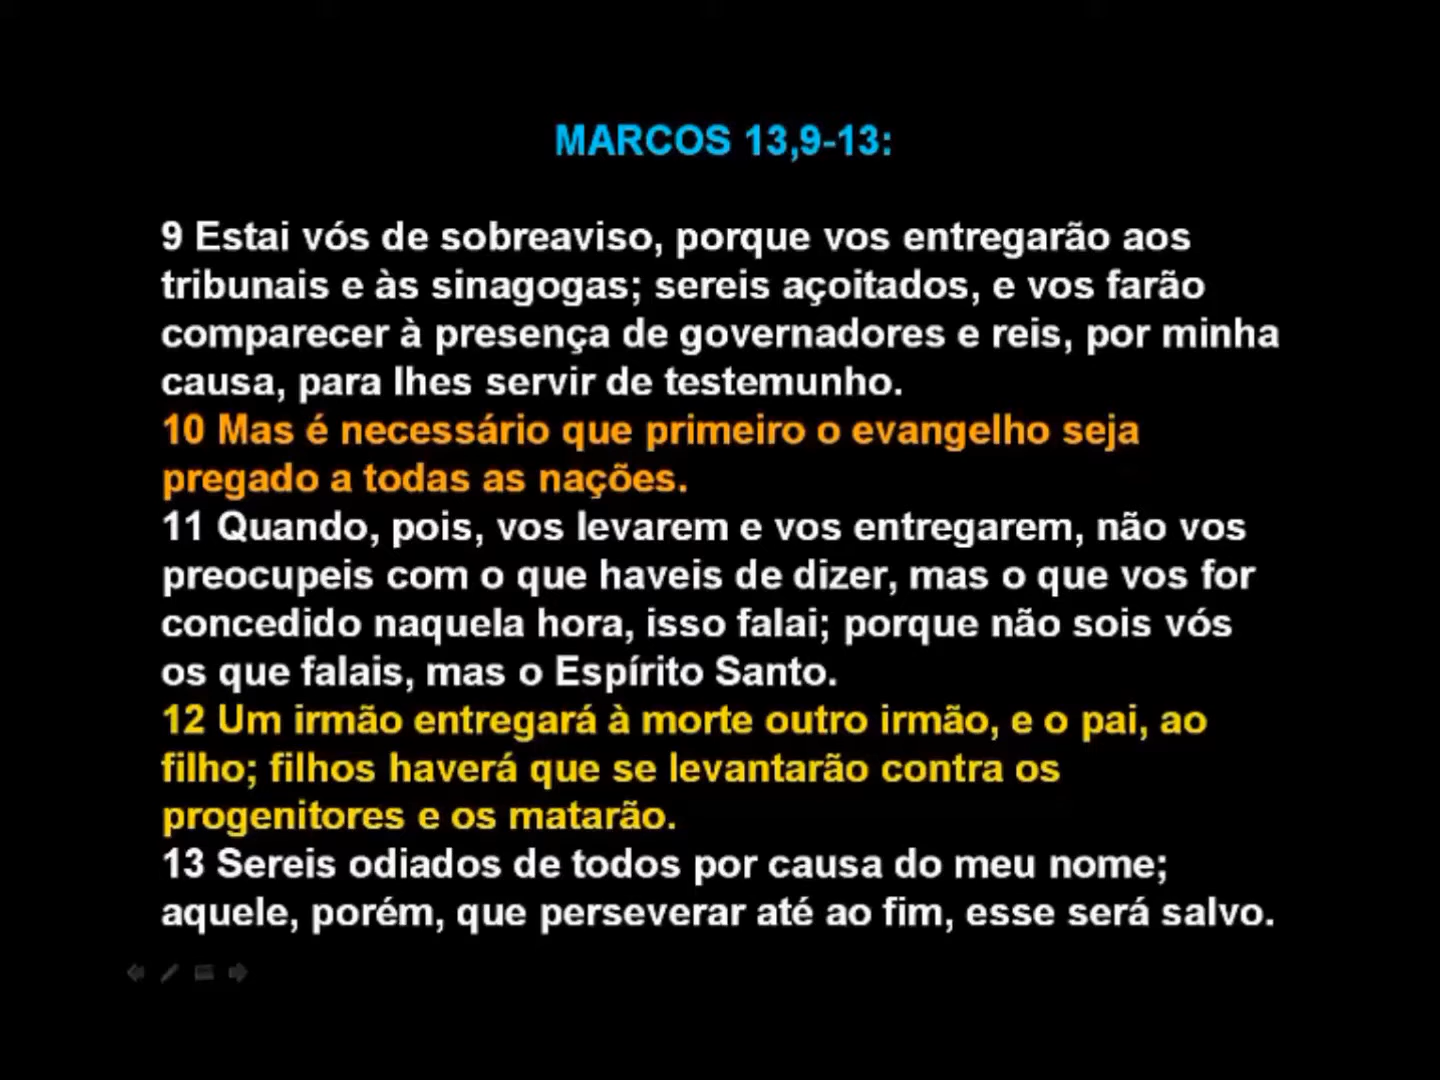 MARCOS 13,9-13:
9 Estai vós de sobreaviso, porque vos entregarão aos
tribunais e às sinagogas; sereis açoitados, e vos farão
comparecer à presença de governadores e reis, por minha
causa, para lhes servir de testemunho.
10 Mas é necessário que primeiro o evangelho seja
pregado a todas as nações.
11 Quando, pois, vos levarem e vos entregarem, não vos
preocupeis com o que haveis de dizer, mas o que vos for
concedido naquela hora, isso falai; porque não sois vós
os que falais, mas o Espírito Santo.
12 Um irmão entregará à morte outro irmão, e o pai, ao
filho; filhos haverá que se levantarão contra os
progenitores e os matarão.
13 Sereis odiados de todos por causa do meu nome;
aquele, porém, que perseverar até ao fim, esse será salvo.